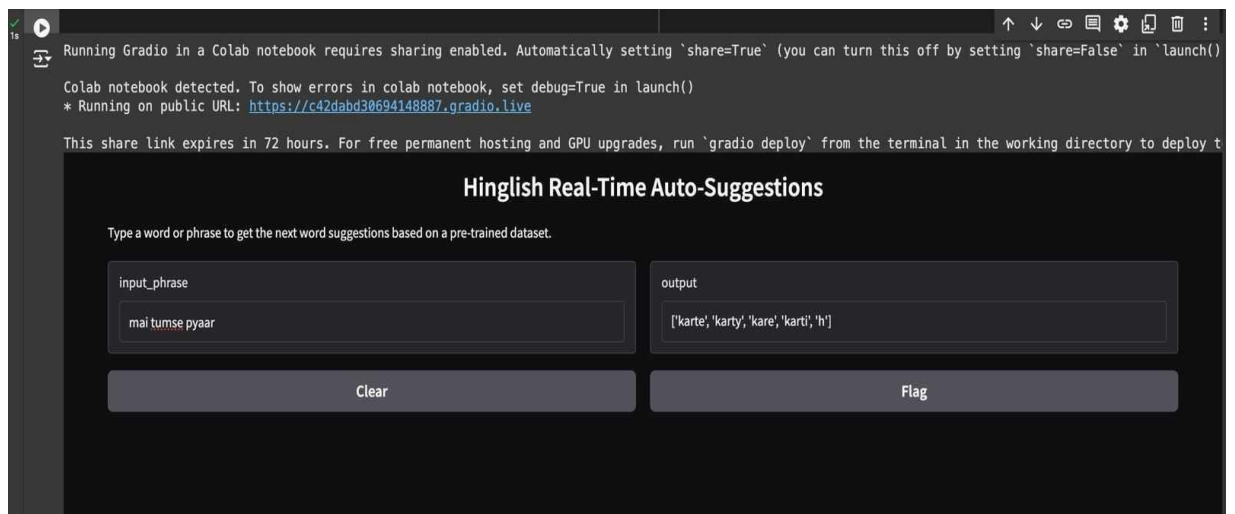 1s
Running Gradio in a Colab notebook requires sharing enabled. Automatically setting `share=True` (you can turn this off by setting `share=False` in `launch()
Colab notebook detected. To show errors in colab notebook, set debug=True in launch()
* Running on public URL: https://c42dabd30694148887.gradio.live
This share link expires in 72 hours. For free permanent hosting and GPU upgrades, run `gradio deploy` from the terminal in the working directory to deploy t
Hinglish Real-Time Auto-Suggestions
Type a word or phrase to get the next word suggestions based on a pre-trained dataset.
input_phrase
mai tumse pyaar
output
['karte', 'karty', 'kare', 'karti', 'h']
Clear
Flag